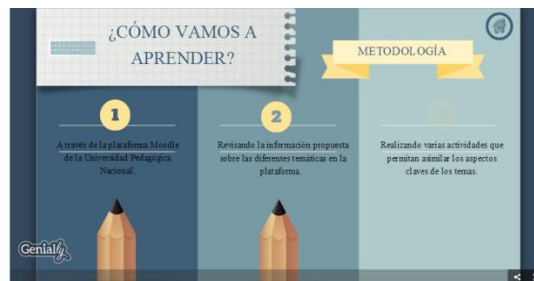 ¿CÓMO VAMOS A
APRENDER?
METODOLOGÍA
1
A través de la plataforma Moodle
de la Universidad Pedagógica
Nacional.
2
Revisando la información propuesta
sobre las diferentes temáticas en la
plataforma.
Realizando varias actividades que
permitan asimilar los aspectos
claves de los temas.
Genially